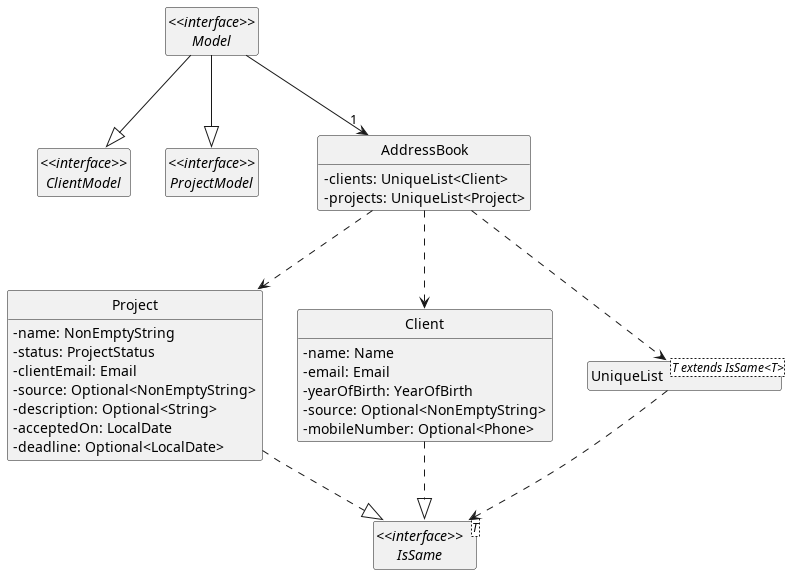 <<interface>>
Model
1
<<interface>>
ClientModel
<<interface>>
ProjectModel
AddressBook
-clients: UniqueList<Client>
-projects: UniqueList<Project>
Project
-name: NonEmptyString
-status: ProjectStatus
-clientEmail: Email
-source: Optional<NonEmptyString>
-description: Optional<String>
-acceptedOn: LocalDate
-deadline: Optional<LocalDate>
Client
-name: Name
-email: Email
-yearOfBirth: YearOfBirth
-source: Optional<NonEmptyString>
-mobileNumber: Optional<Phone>
UniqueList
T extends IsSame<T>
<<interface>>
IsSame
T